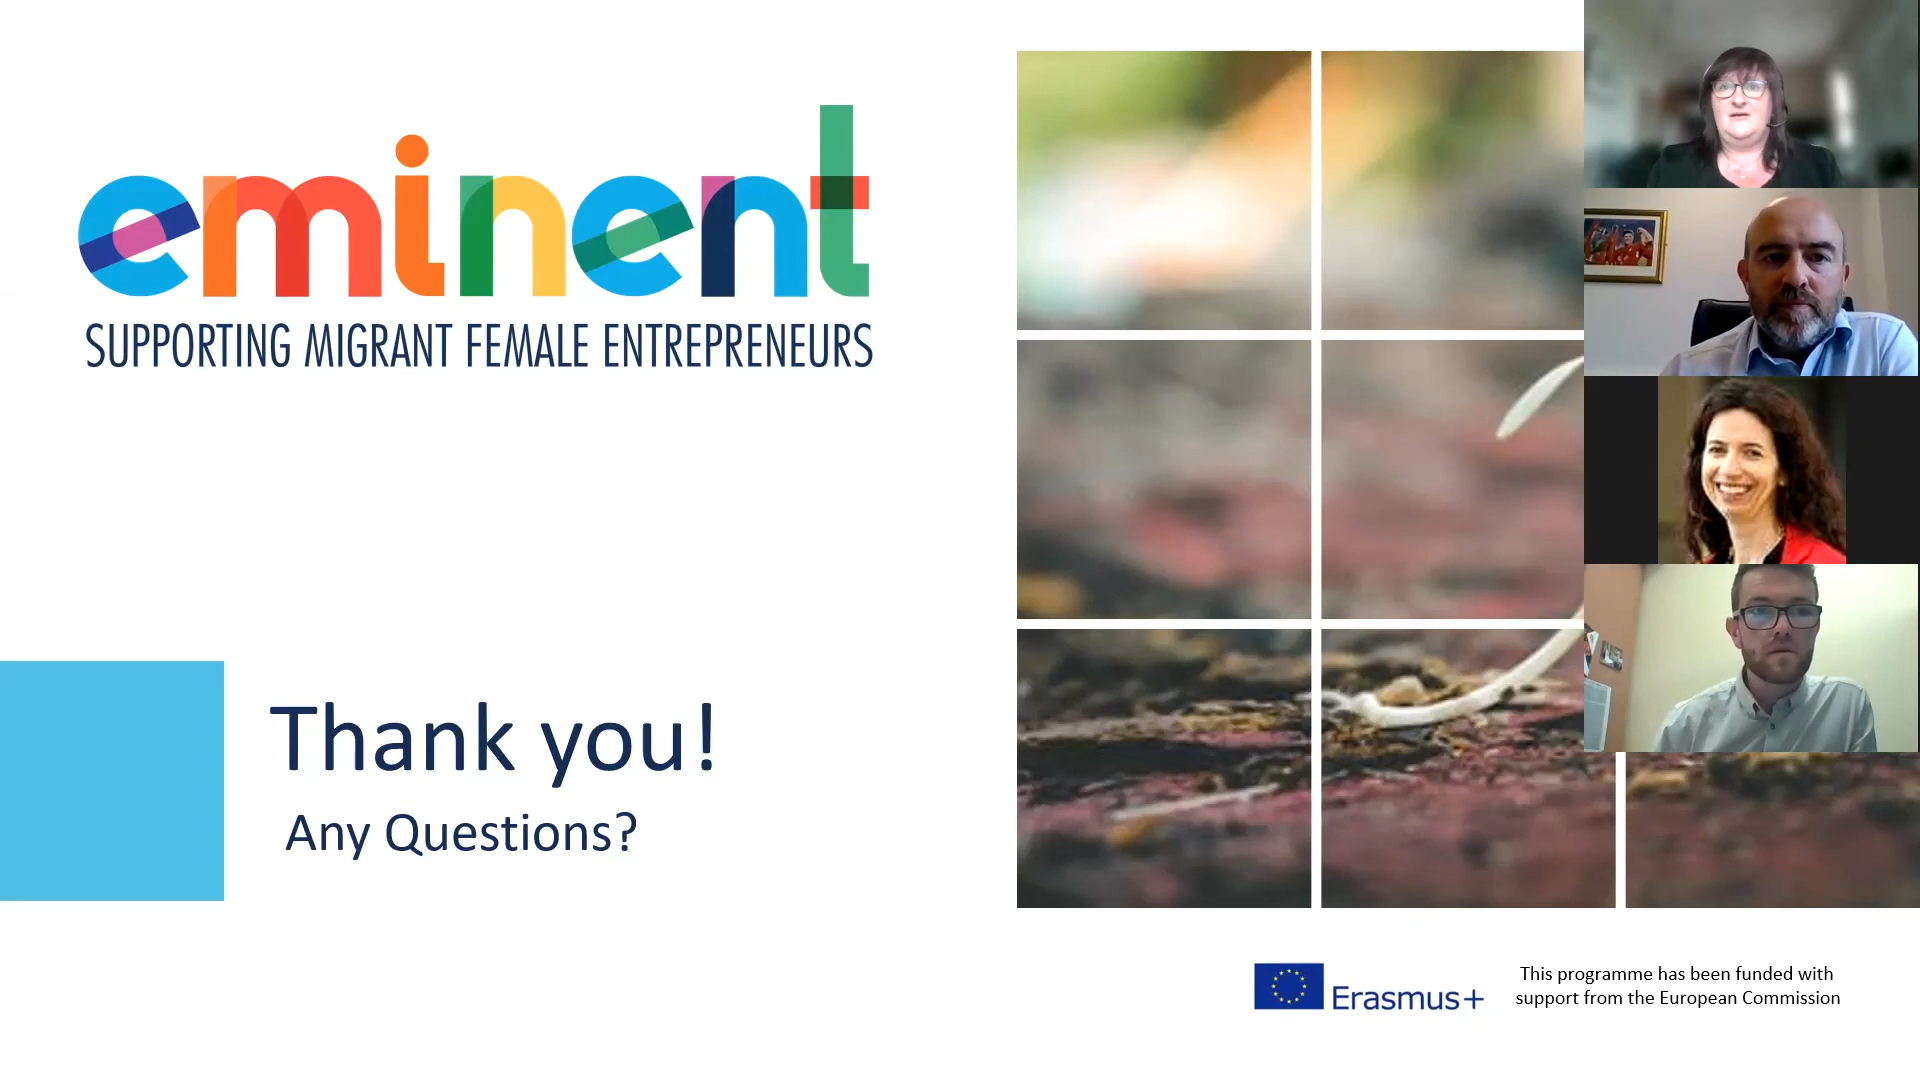 eminent
SUPPORTING MIGRANT FEMALE ENTREPRENEURS
Thank you!
Any Questions?
Erasmus+
This programme has been funded with
support from the European Commission